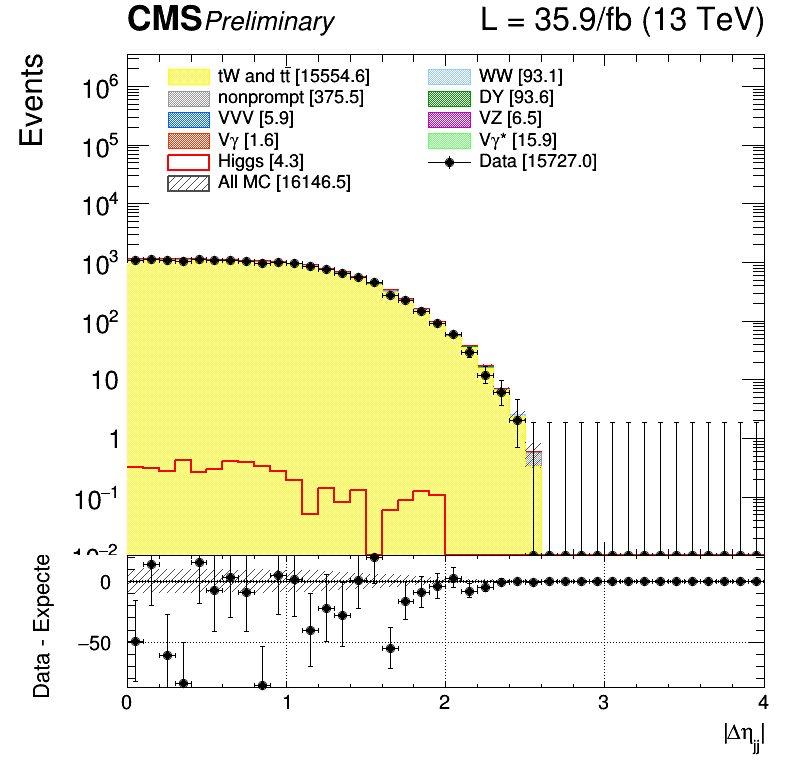 CMS Preliminary L = 35.9/fb (13 TeV)
Events
10⁶
10⁵
10⁴
10³
10²
10
1
10⁻¹
10⁻²
tW and tt̄ [15554.6] WW [93.1]
nonprompt [375.5] DY [93.6]
VVV [5.9] VZ [6.5]
Vγ [1.6] Vγ* [15.9]
Higgs [4.3] Data [15727.0]
All MC [16146.5]
Data - Expecte
0
−50
0 1 2 3 4
|Δη_jj|